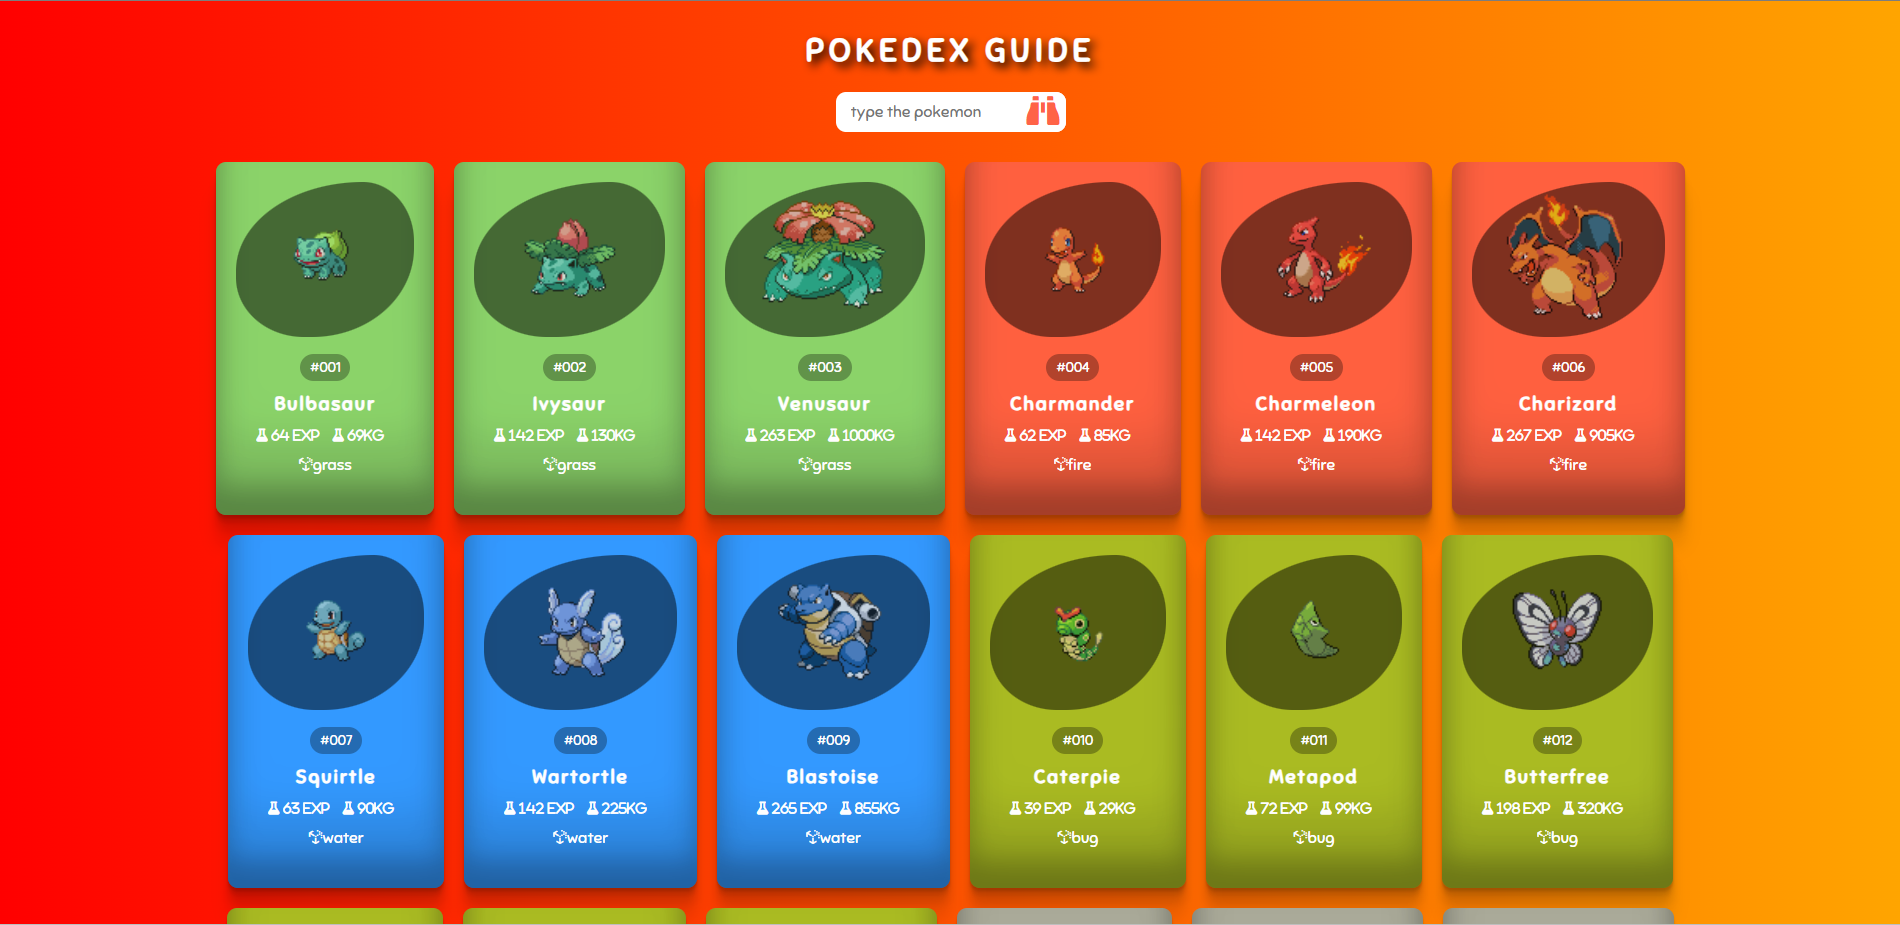 POKEDEX GUIDE
type the pokemon
#001
Bulbasaur
64 EXP 69KG
grass
#002
Ivysaur
142 EXP 130KG
grass
#003
Venusaur
263 EXP 1000KG
grass
#004
Charmander
62 EXP 85KG
fire
#005
Charmeleon
142 EXP 190KG
fire
#006
Charizard
267 EXP 905KG
fire
#007
Squirtle
63 EXP 90KG
water
#008
Wartortle
142 EXP 225KG
water
#009
Blastoise
265 EXP 855KG
water
#010
Caterpie
39 EXP 29KG
bug
#011
Metapod
72 EXP 99KG
bug
#012
Butterfree
198 EXP 320KG
bug